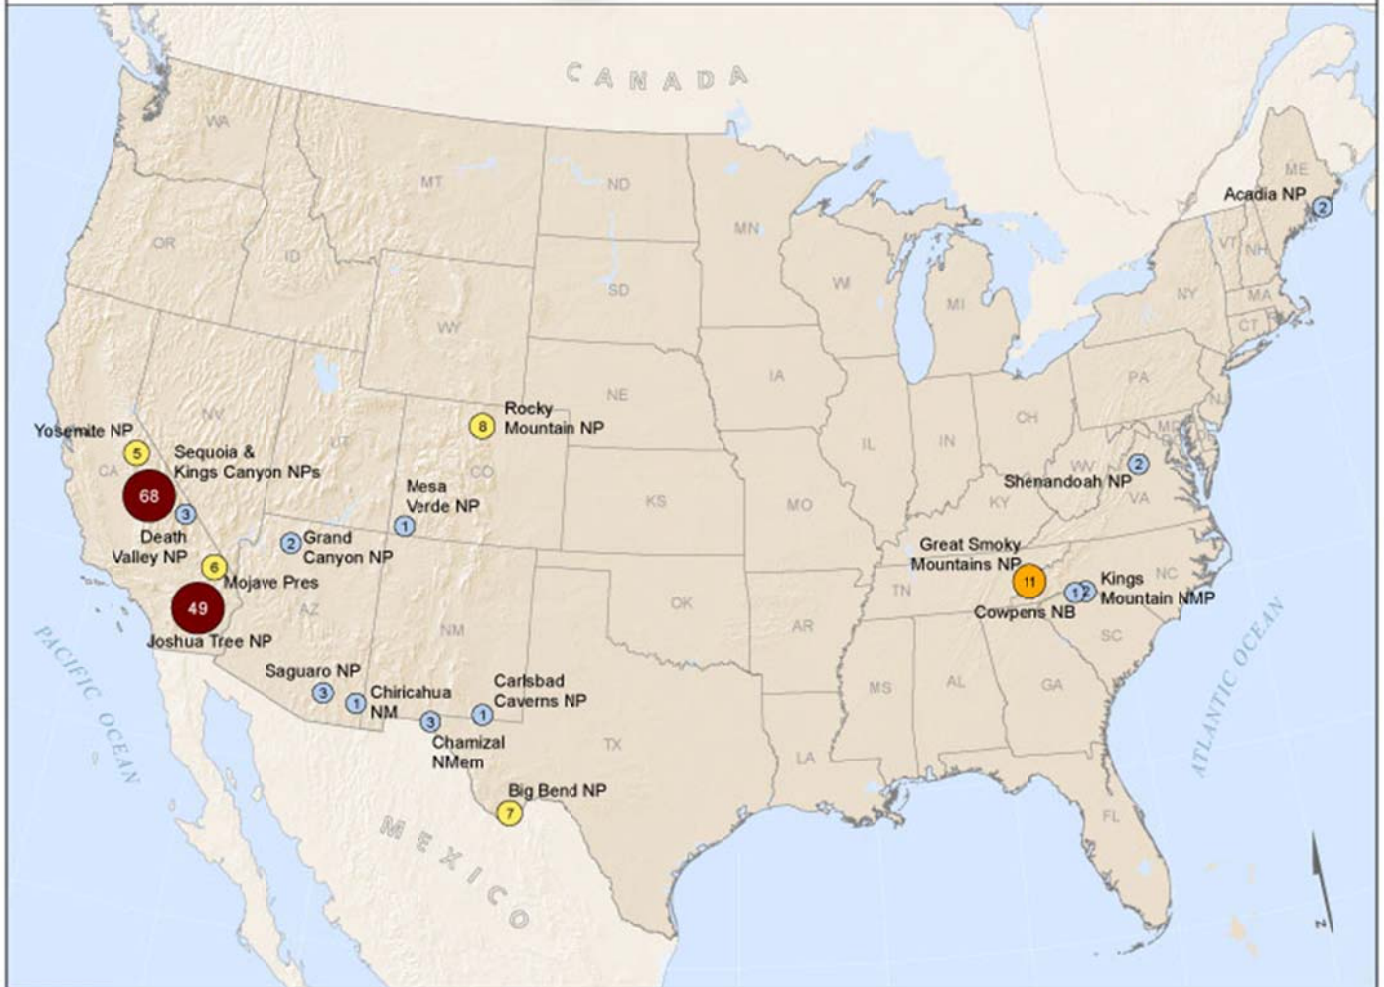 CANADA
WA
MT
ND
MN
ME
Acadia NP
2
OR
ID
SD
WI
MI
VT
NH
NY
MA
CT
WY
NE
IA
PA
NJ
NV
UT
Rocky
Mountain NP
8
CO
IL
IN
OH
WV
MD
Yosemite NP
5
CA
Sequoia &
Kings Canyon NPs
68
3
Death
Valley NP
Mesa
Verde NP
1
2
Grand
Canyon NP
KS
MO
KY
Shenandoah NP
2
VA
6
Mojave Pres
49
Joshua Tree NP
AZ
NM
OK
AR
TN
Great Smoky
Mountains NP
11
Cowpens NB
1
2
Kings
Mountain NMP
NC
SC
PACIFIC OCEAN
ATLANTIC OCEAN
Saguaro NP
3
1
Chiricahua
NM
3
Chamizal
NMem
Carlsbad
Caverns NP
1
TX
MS
AL
GA
LA
FL
Big Bend NP
7
MEXICO
N